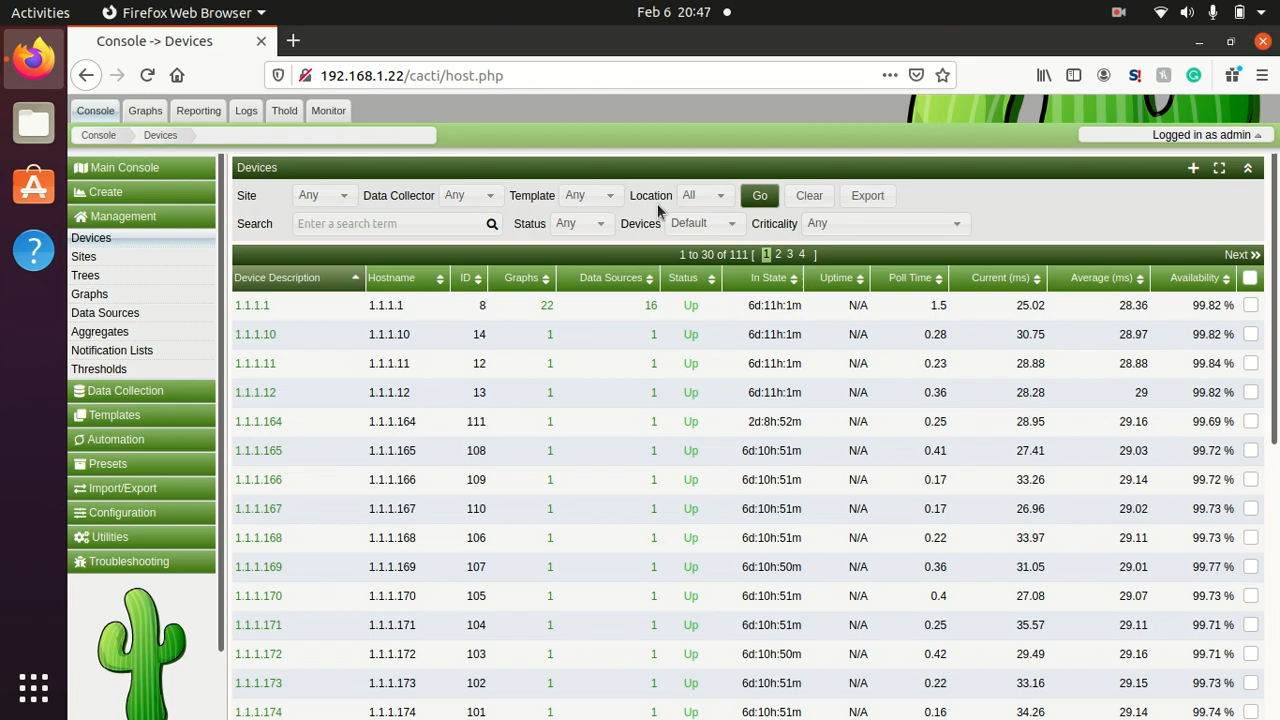 Activities Firefox Web Browser Feb 6 20:47
Console -> Devices
192.168.1.22/cacti/host.php
Console Graphs Reporting Logs Thold Monitor
Console Devices Logged in as admin
Main Console
Create
Management
Devices
Sites
Trees
Graphs
Data Sources
Aggregates
Notification Lists
Thresholds
Data Collection
Templates
Automation
Presets
Import/Export
Configuration
Utilities
Troubleshooting
Devices
Site Any Data Collector Any Template Any Location All Go Clear Export
Search Enter a search term Status Any Devices Default Criticality Any
1 to 30 of 111 [ 1 2 3 4 ] Next
Device Description Hostname ID Graphs Data Sources Status In State Uptime Poll Time Current (ms) Average (ms) Availability
1.1.1.1 1.1.1.1 8 22 16 Up 6d:11h:1m N/A 1.5 25.02 28.36 99.82 %
1.1.1.10 1.1.1.10 14 1 1 Up 6d:11h:1m N/A 0.28 30.75 28.97 99.82 %
1.1.1.11 1.1.1.11 12 1 1 Up 6d:11h:1m N/A 0.23 28.88 28.88 99.84 %
1.1.1.12 1.1.1.12 13 1 1 Up 6d:11h:1m N/A 0.36 28.28 29 99.82 %
1.1.1.164 1.1.1.164 111 1 1 Up 2d:8h:52m N/A 0.25 28.95 29.16 99.69 %
1.1.1.165 1.1.1.165 108 1 1 Up 6d:10h:51m N/A 0.41 27.41 29.03 99.72 %
1.1.1.166 1.1.1.166 109 1 1 Up 6d:10h:51m N/A 0.17 33.26 29.14 99.72 %
1.1.1.167 1.1.1.167 110 1 1 Up 6d:10h:51m N/A 0.17 26.96 29.02 99.73 %
1.1.1.168 1.1.1.168 106 1 1 Up 6d:10h:51m N/A 0.22 33.97 29.11 99.73 %
1.1.1.169 1.1.1.169 107 1 1 Up 6d:10h:50m N/A 0.36 31.05 29.01 99.77 %
1.1.1.170 1.1.1.170 105 1 1 Up 6d:10h:51m N/A 0.4 27.08 29.07 99.73 %
1.1.1.171 1.1.1.171 104 1 1 Up 6d:10h:51m N/A 0.25 35.57 29.11 99.71 %
1.1.1.172 1.1.1.172 103 1 1 Up 6d:10h:50m N/A 0.42 29.49 29.16 99.71 %
1.1.1.173 1.1.1.173 102 1 1 Up 6d:10h:51m N/A 0.22 33.16 29.15 99.73 %
1.1.1.174 1.1.1.174 101 1 1 Up 6d:10h:51m N/A 0.16 34.26 29.14 99.74 %